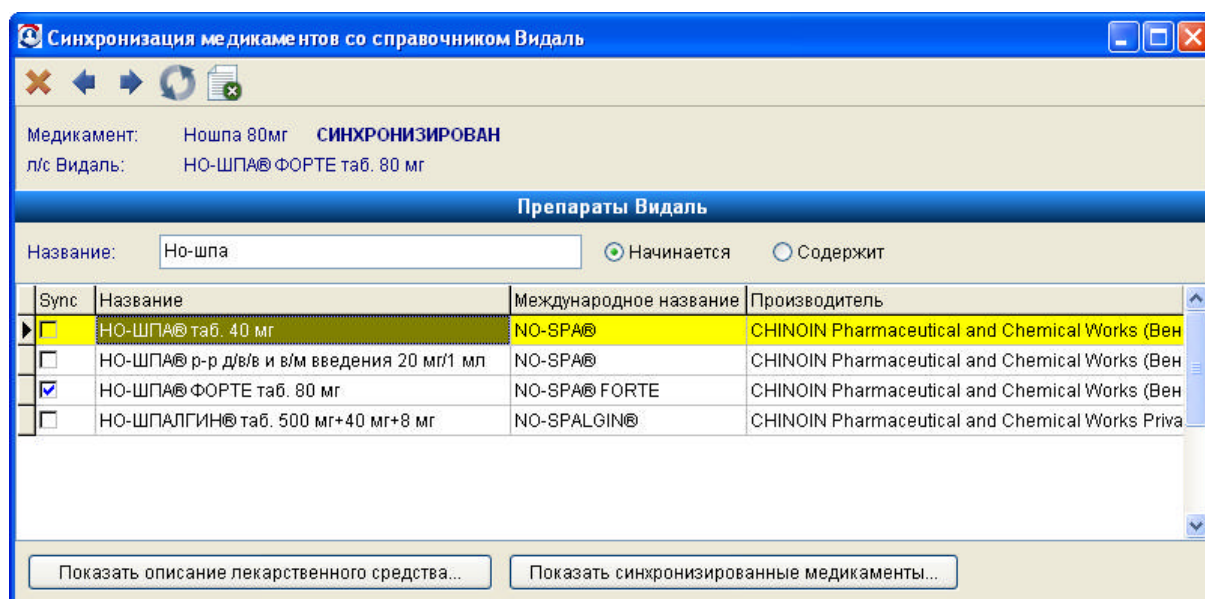 Синхронизация медикаментов со справочником Видаль
Медикамент: Ношпа 80мг СИНХРОНИЗИРОВАН
л/с Видаль: НО-ШПА® ФОРТЕ таб. 80 мг
Препараты Видаль
Название: Но-шпа Начинается Содержит
Sync Название Международное название Производитель
НО-ШПА® таб. 40 мг NO-SPA® CHINOIN Pharmaceutical and Chemical Works (Вен
НО-ШПА® р-р д/в/в и в/м введения 20 мг/1 мл NO-SPA® CHINOIN Pharmaceutical and Chemical Works (Вен
НО-ШПА® ФОРТЕ таб. 80 мг NO-SPA® FORTE CHINOIN Pharmaceutical and Chemical Works (Вен
НО-ШПАЛГИН® таб. 500 мг+40 мг+8 мг NO-SPALGIN® CHINOIN Pharmaceutical and Chemical Works Priva
Показать описание лекарственного средства... Показать синхронизированные медикаменты...